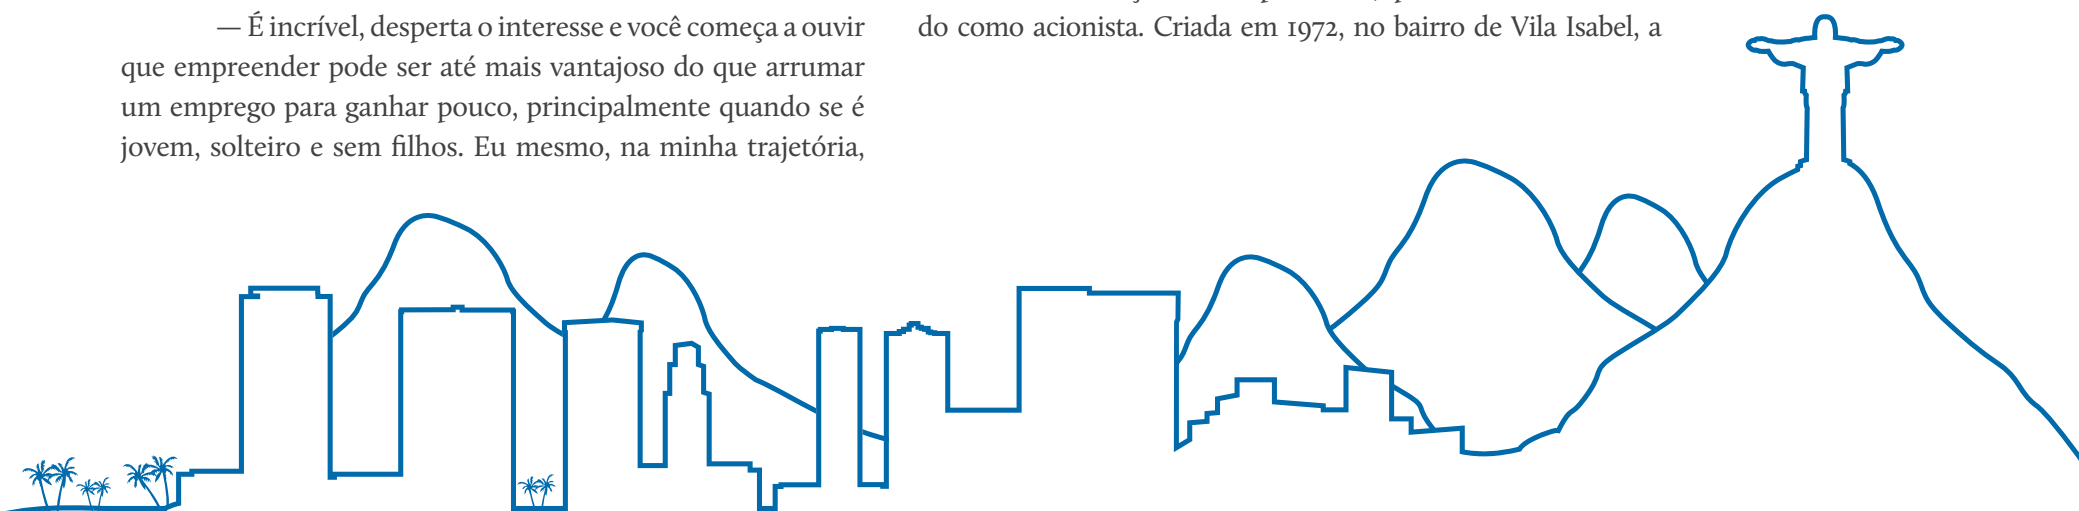 — É incrível, desperta o interesse e você começa a ouvir
que empreender pode ser até mais vantajoso do que arrumar
um emprego para ganhar pouco, principalmente quando se é
jovem, solteiro e sem filhos. Eu mesmo, na minha trajetória,
do como acionista. Criada em 1972, no bairro de Vila Isabel, a